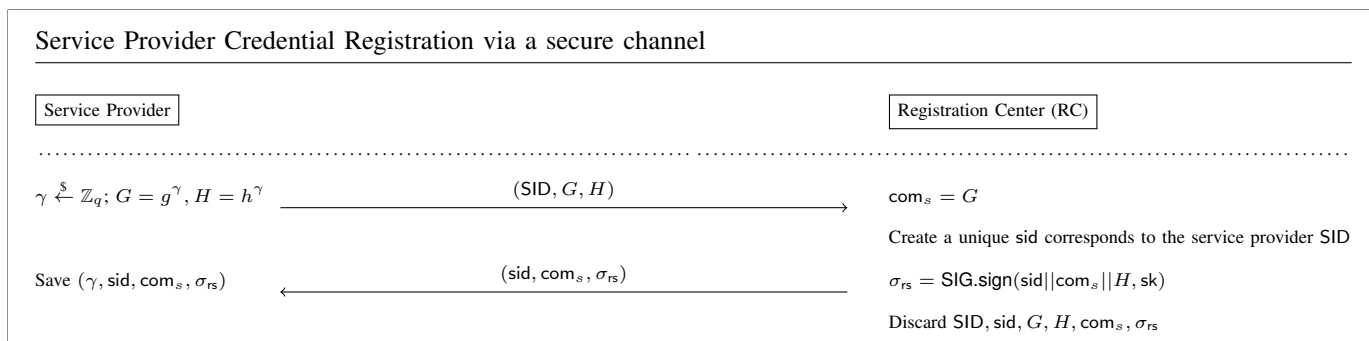 Service Provider Credential Registration via a secure channel
Service Provider Registration Center (RC)
γ $← ℤ_q; G = g^γ, H = h^γ (SID, G, H) com_s = G
Create a unique sid corresponds to the service provider SID
Save (γ, sid, com_s, σ_rs) (sid, com_s, σ_rs) σ_rs = SIG.sign(sid||com_s||H, sk)
Discard SID, sid, G, H, com_s, σ_rs